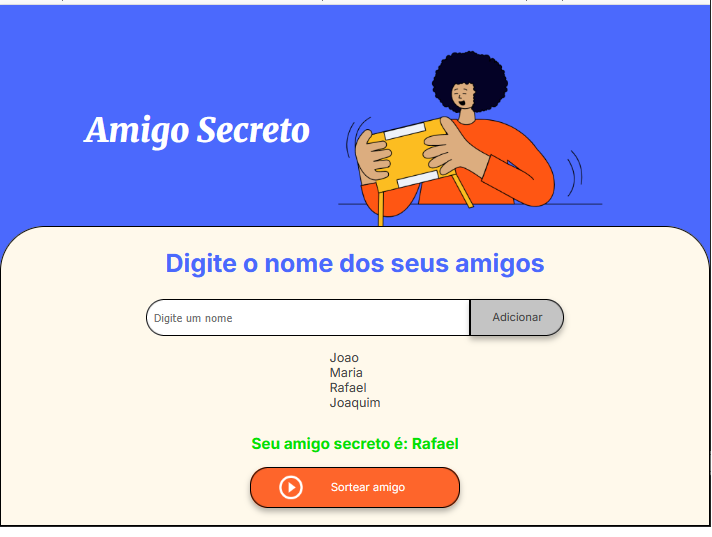 Amigo Secreto
Digite o nome dos seus amigos
Digite um nome
Adicionar
Joao
Maria
Rafael
Joaquim
Seu amigo secreto é: Rafael
Sortear amigo